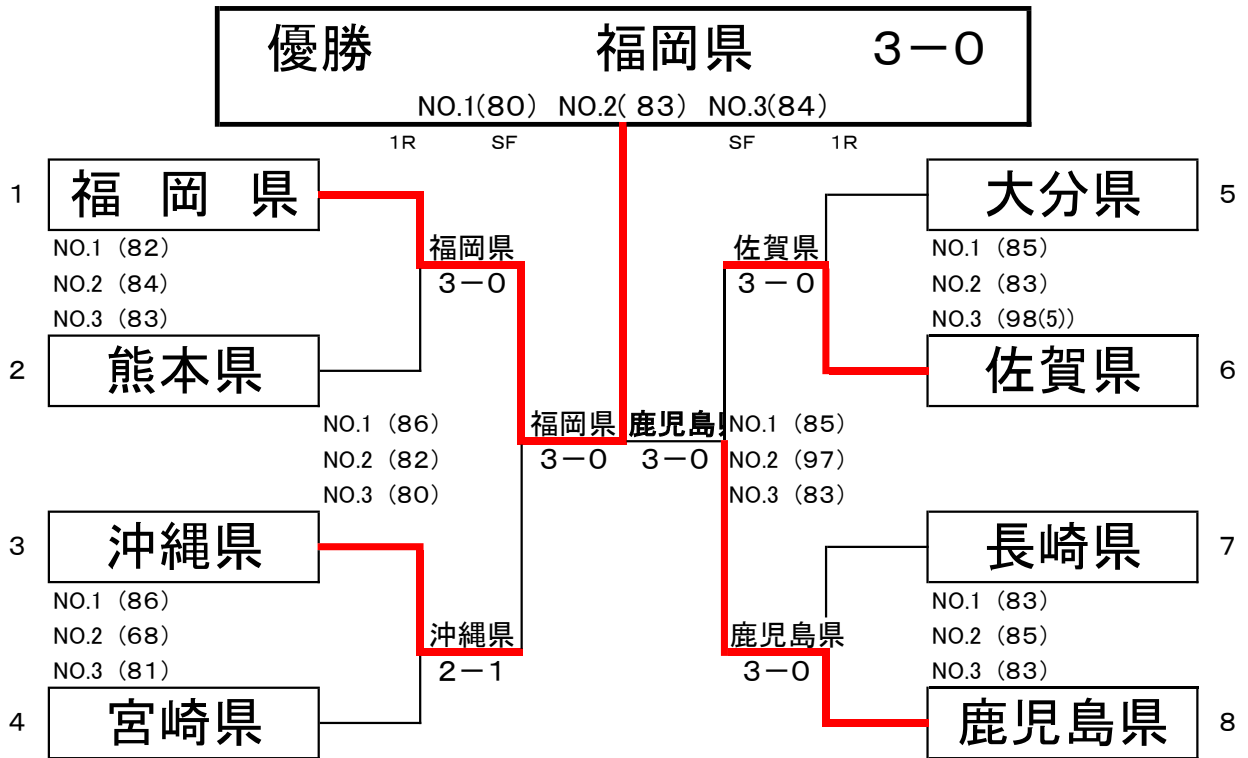 優勝 福岡県 3－0
NO.1(80) NO.2( 83) NO.3(84)
1R SF SF 1R
1 福 岡 県 大分県 5
NO.1 (82) 福岡県 佐賀県 NO.1 (85)
NO.2 (84) 3－0 3－0 NO.2 (83)
NO.3 (83) NO.3 (98(5))
2 熊本県 佐賀県 6
NO.1 (86) 福岡県 鹿児島県 NO.1 (85)
NO.2 (82) 3－0 3－0 NO.2 (97)
NO.3 (80) NO.3 (83)
3 沖縄県 長崎県 7
NO.1 (86) NO.1 (83)
NO.2 (68) 沖縄県 鹿児島県 NO.2 (85)
NO.3 (81) 2－1 3－0 NO.3 (83)
4 宮崎県 鹿児島県 8